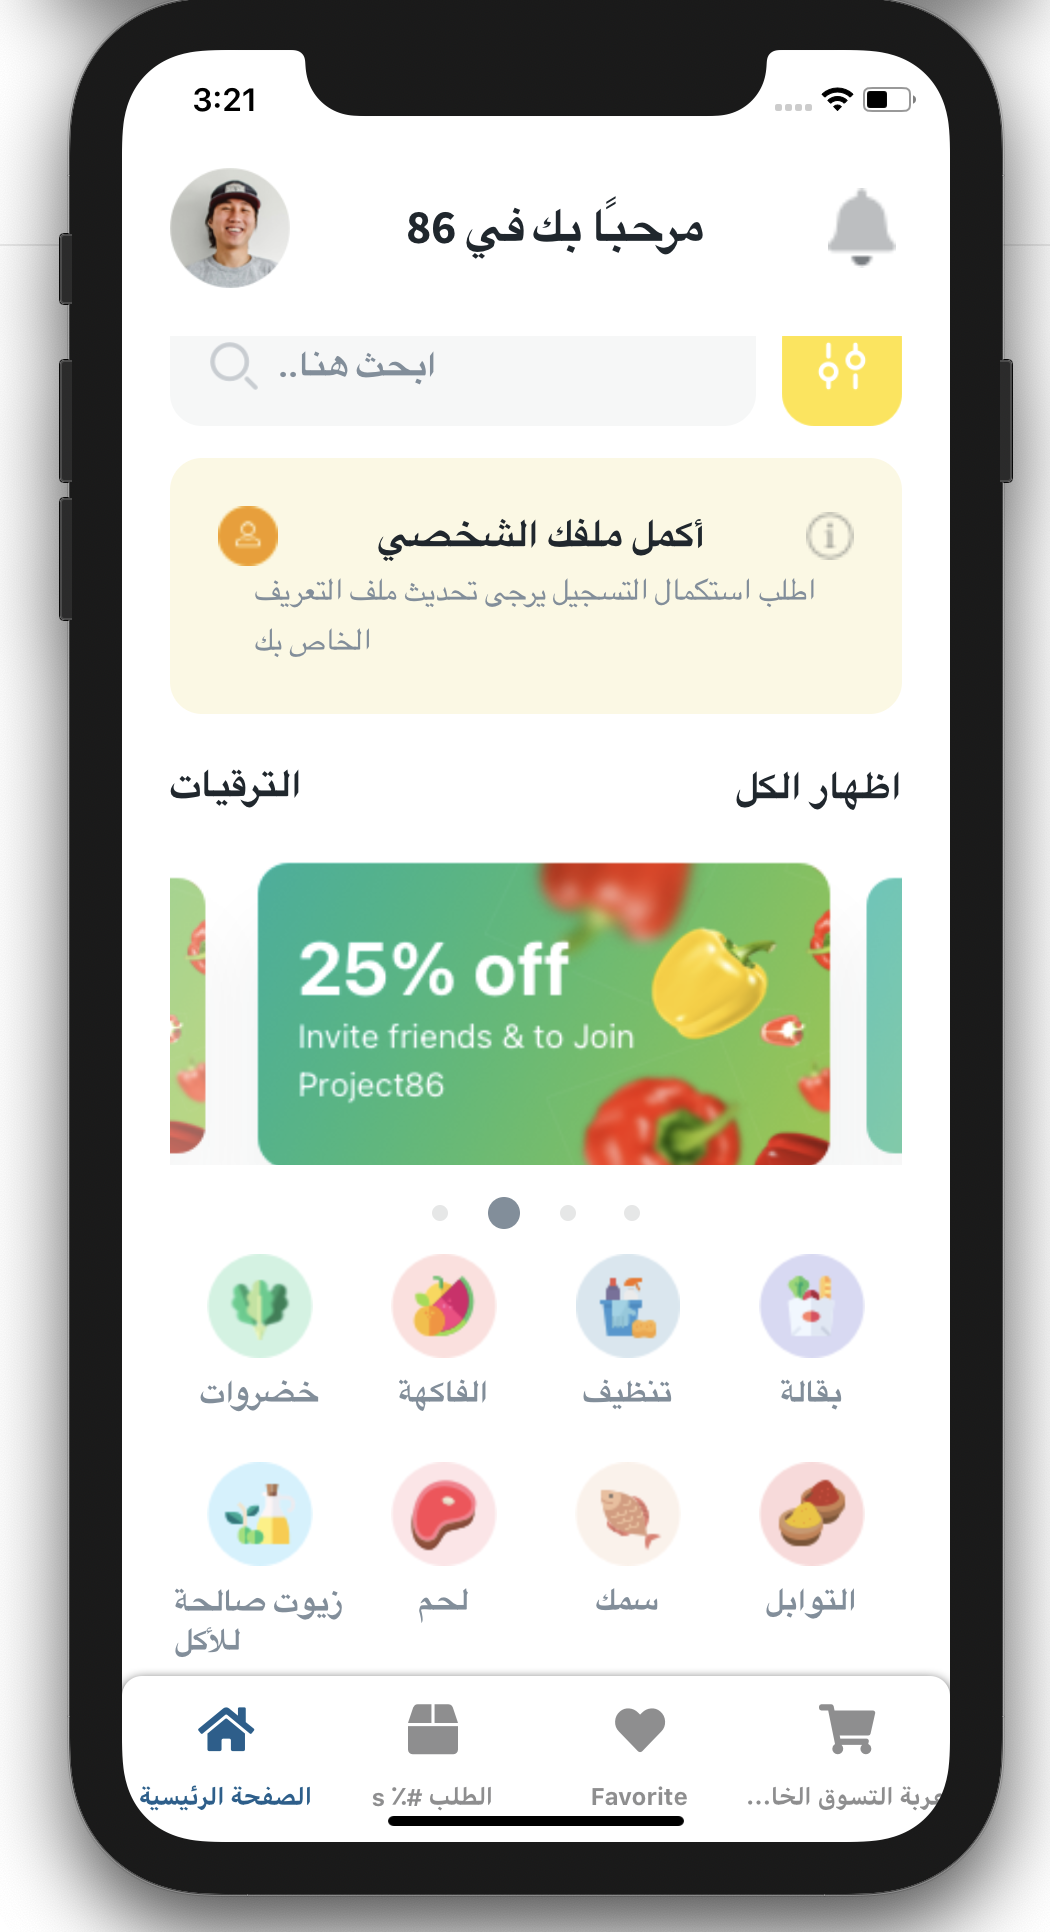 3:21
مرحبًا بك في 86
ابحث هنا..
أكمل ملفك الشخصي
اطلب استكمال التسجيل يرجى تحديث ملف التعريف
الخاص بك
الترقيات
اظهار الكل
25% off
Invite friends & to Join
Project86
خضروات
الفاكهة
تنظيف
بقالة
زيوت صالحة
للأكل
لحم
سمك
التوابل
الصفحة الرئيسية
الطلب #٪ s
Favorite
عربة التسوق الخا...